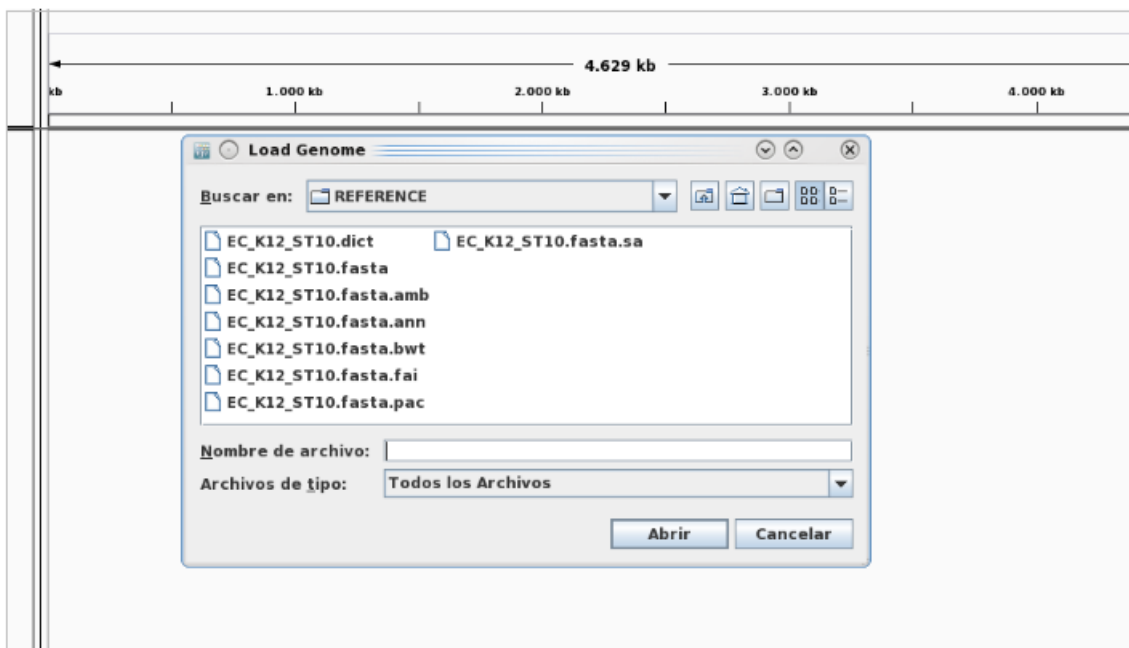 4.629 kb
kb 1.000 kb 2.000 kb 3.000 kb 4.000 kb
Load Genome
Buscar en: REFERENCE
EC_K12_ST10.dict EC_K12_ST10.fasta.sa
EC_K12_ST10.fasta
EC_K12_ST10.fasta.amb
EC_K12_ST10.fasta.ann
EC_K12_ST10.fasta.bwt
EC_K12_ST10.fasta.fai
EC_K12_ST10.fasta.pac
Nombre de archivo:
Archivos de tipo: Todos los Archivos
Abrir Cancelar